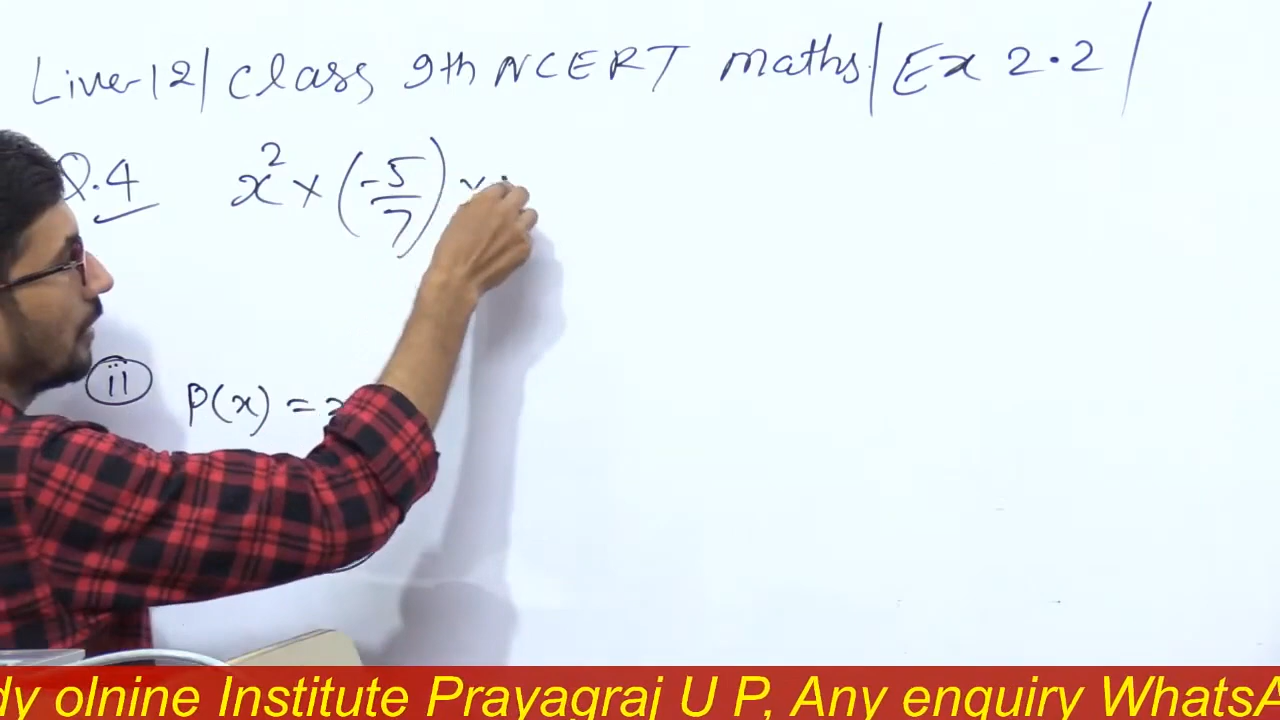 Live-12/ Class 9th NCERT maths/ Ex 2.2/
Q.4 x² × (-5/7) ×
(ii) P(x) =
dy olnine Institute Prayagraj U P, Any enquiry WhatsA